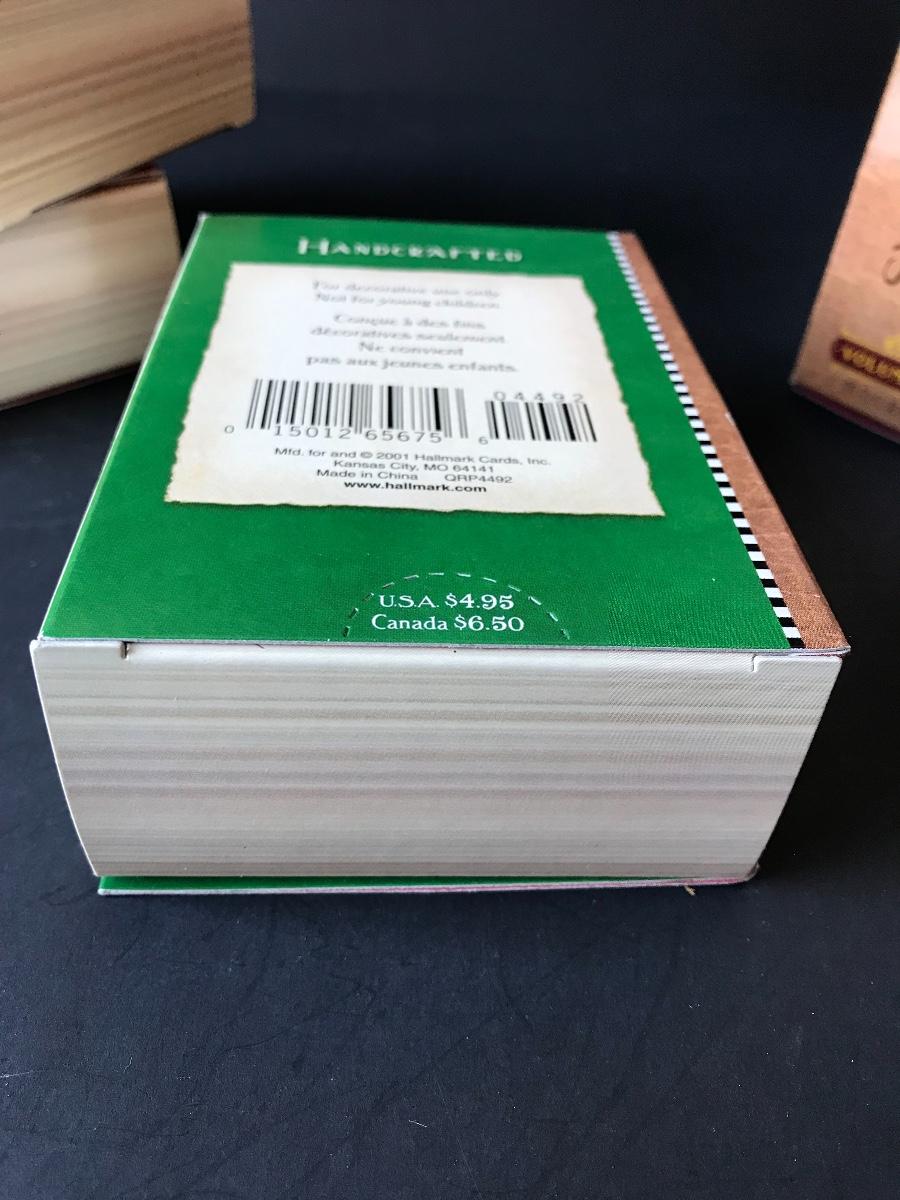 HANDCRAFTED
For decorative use only
Not for young children
Conçue à des fins
décoratives seulement
Ne convient
pas aux jeunes enfants.
04492
0 15012 65675 6
Mfd. for and © 2001 Hallmark Cards, Inc.
Kansas City, MO 64141
Made in China QRP4492
www.hallmark.com
U.S.A. $4.95
Canada $6.50